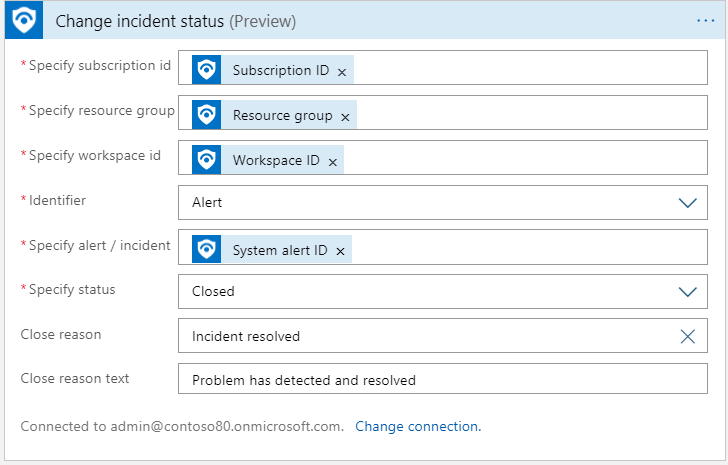 Change incident status (Preview) ...
* Specify subscription id Subscription ID ×
* Specify resource group Resource group ×
* Specify workspace id Workspace ID ×
* Identifier Alert
* Specify alert / incident System alert ID ×
* Specify status Closed
Close reason Incident resolved
Close reason text Problem has detected and resolved
Connected to admin@contoso80.onmicrosoft.com. Change connection.